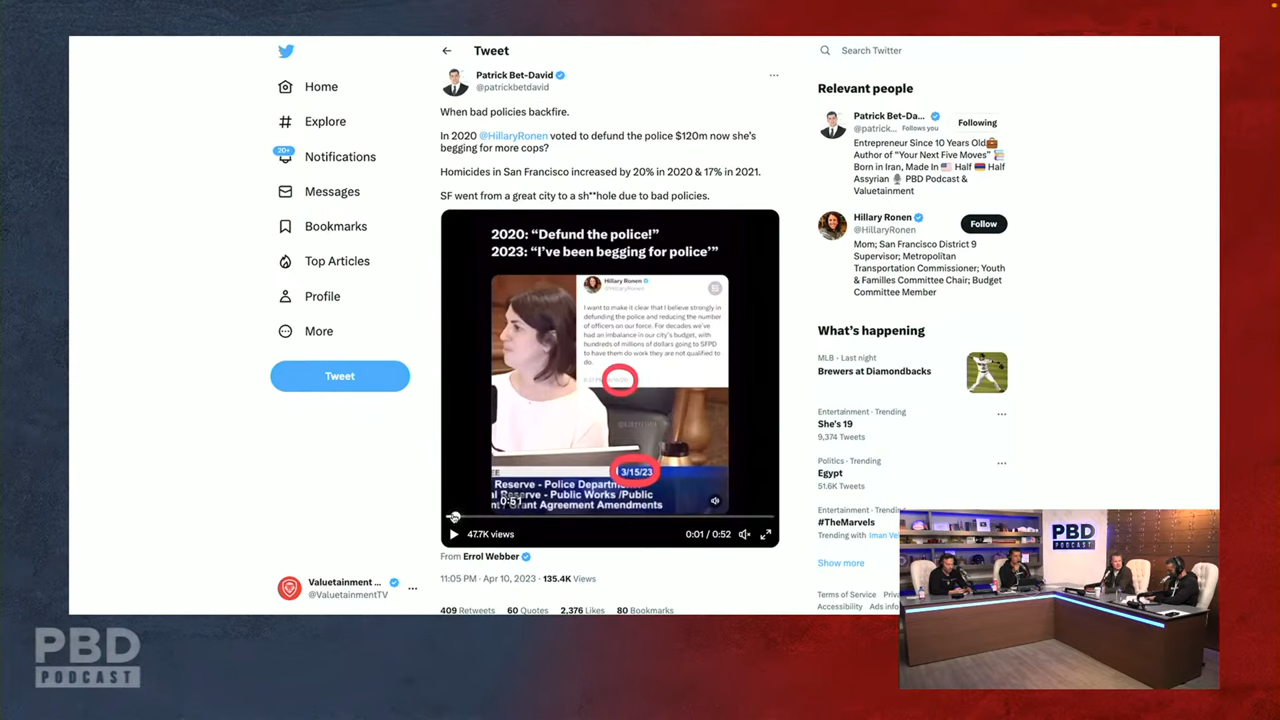 Tweet
Search Twitter
Home
Explore
20+
Notifications
Messages
Bookmarks
Top Articles
Profile
More
Tweet
Valuetainment ...
@ValuetainmentTV
Patrick Bet-David
@patrickbetdavid
When bad policies backfire.
In 2020 @HillaryRonen voted to defund the police $120m now she's
begging for more cops?
Homicides in San Francisco increased by 20% in 2020 & 17% in 2021.
SF went from a great city to a sh**hole due to bad policies.
2020: “Defund the police!”
2023: “I've been begging for police'”
Hillary Ronen
@HillaryRonen
I want to make it clear that I believe strongly in
defunding the police and reducing the number
of officers on our force. For decades we've
had an imbalance in our city's budget, with
hundreds of millions of dollars going to SFPD
to have them do work they are not qualified to
do.
3/15/23
Reserve - Police Departm
Reserve - Public Works /Public
Grant Agreement Amendments
0:51
47.7K views
0:01 / 0:52
From Errol Webber
11:05 PM · Apr 10, 2023 · 135.4K Views
409 Retweets 60 Quotes 2,376 Likes 80 Bookmarks
Relevant people
Patrick Bet-Da...
@patrick... Follows you
Following
Entrepreneur Since 10 Years Old
Author of “Your Next Five Moves”
Born in Iran, Made In Half Half
Assyrian PBD Podcast &
Valuetainment
Hillary Ronen
@HillaryRonen
Follow
Mom; San Francisco District 9
Supervisor; Metropolitan
Transportation Commissioner; Youth
& Families Committee Chair; Budget
Committee Member
What's happening
MLB · Last night
Brewers at Diamondbacks
Entertainment · Trending
She's 19
9,374 Tweets
Politics · Trending
Egypt
51.6K Tweets
Entertainment · Trending
#TheMarvels
Trending with Iman Ve
Show more
Terms of Service Priva
Accessibility Ads info
PBD
PODCAST
PBD
PODCAST